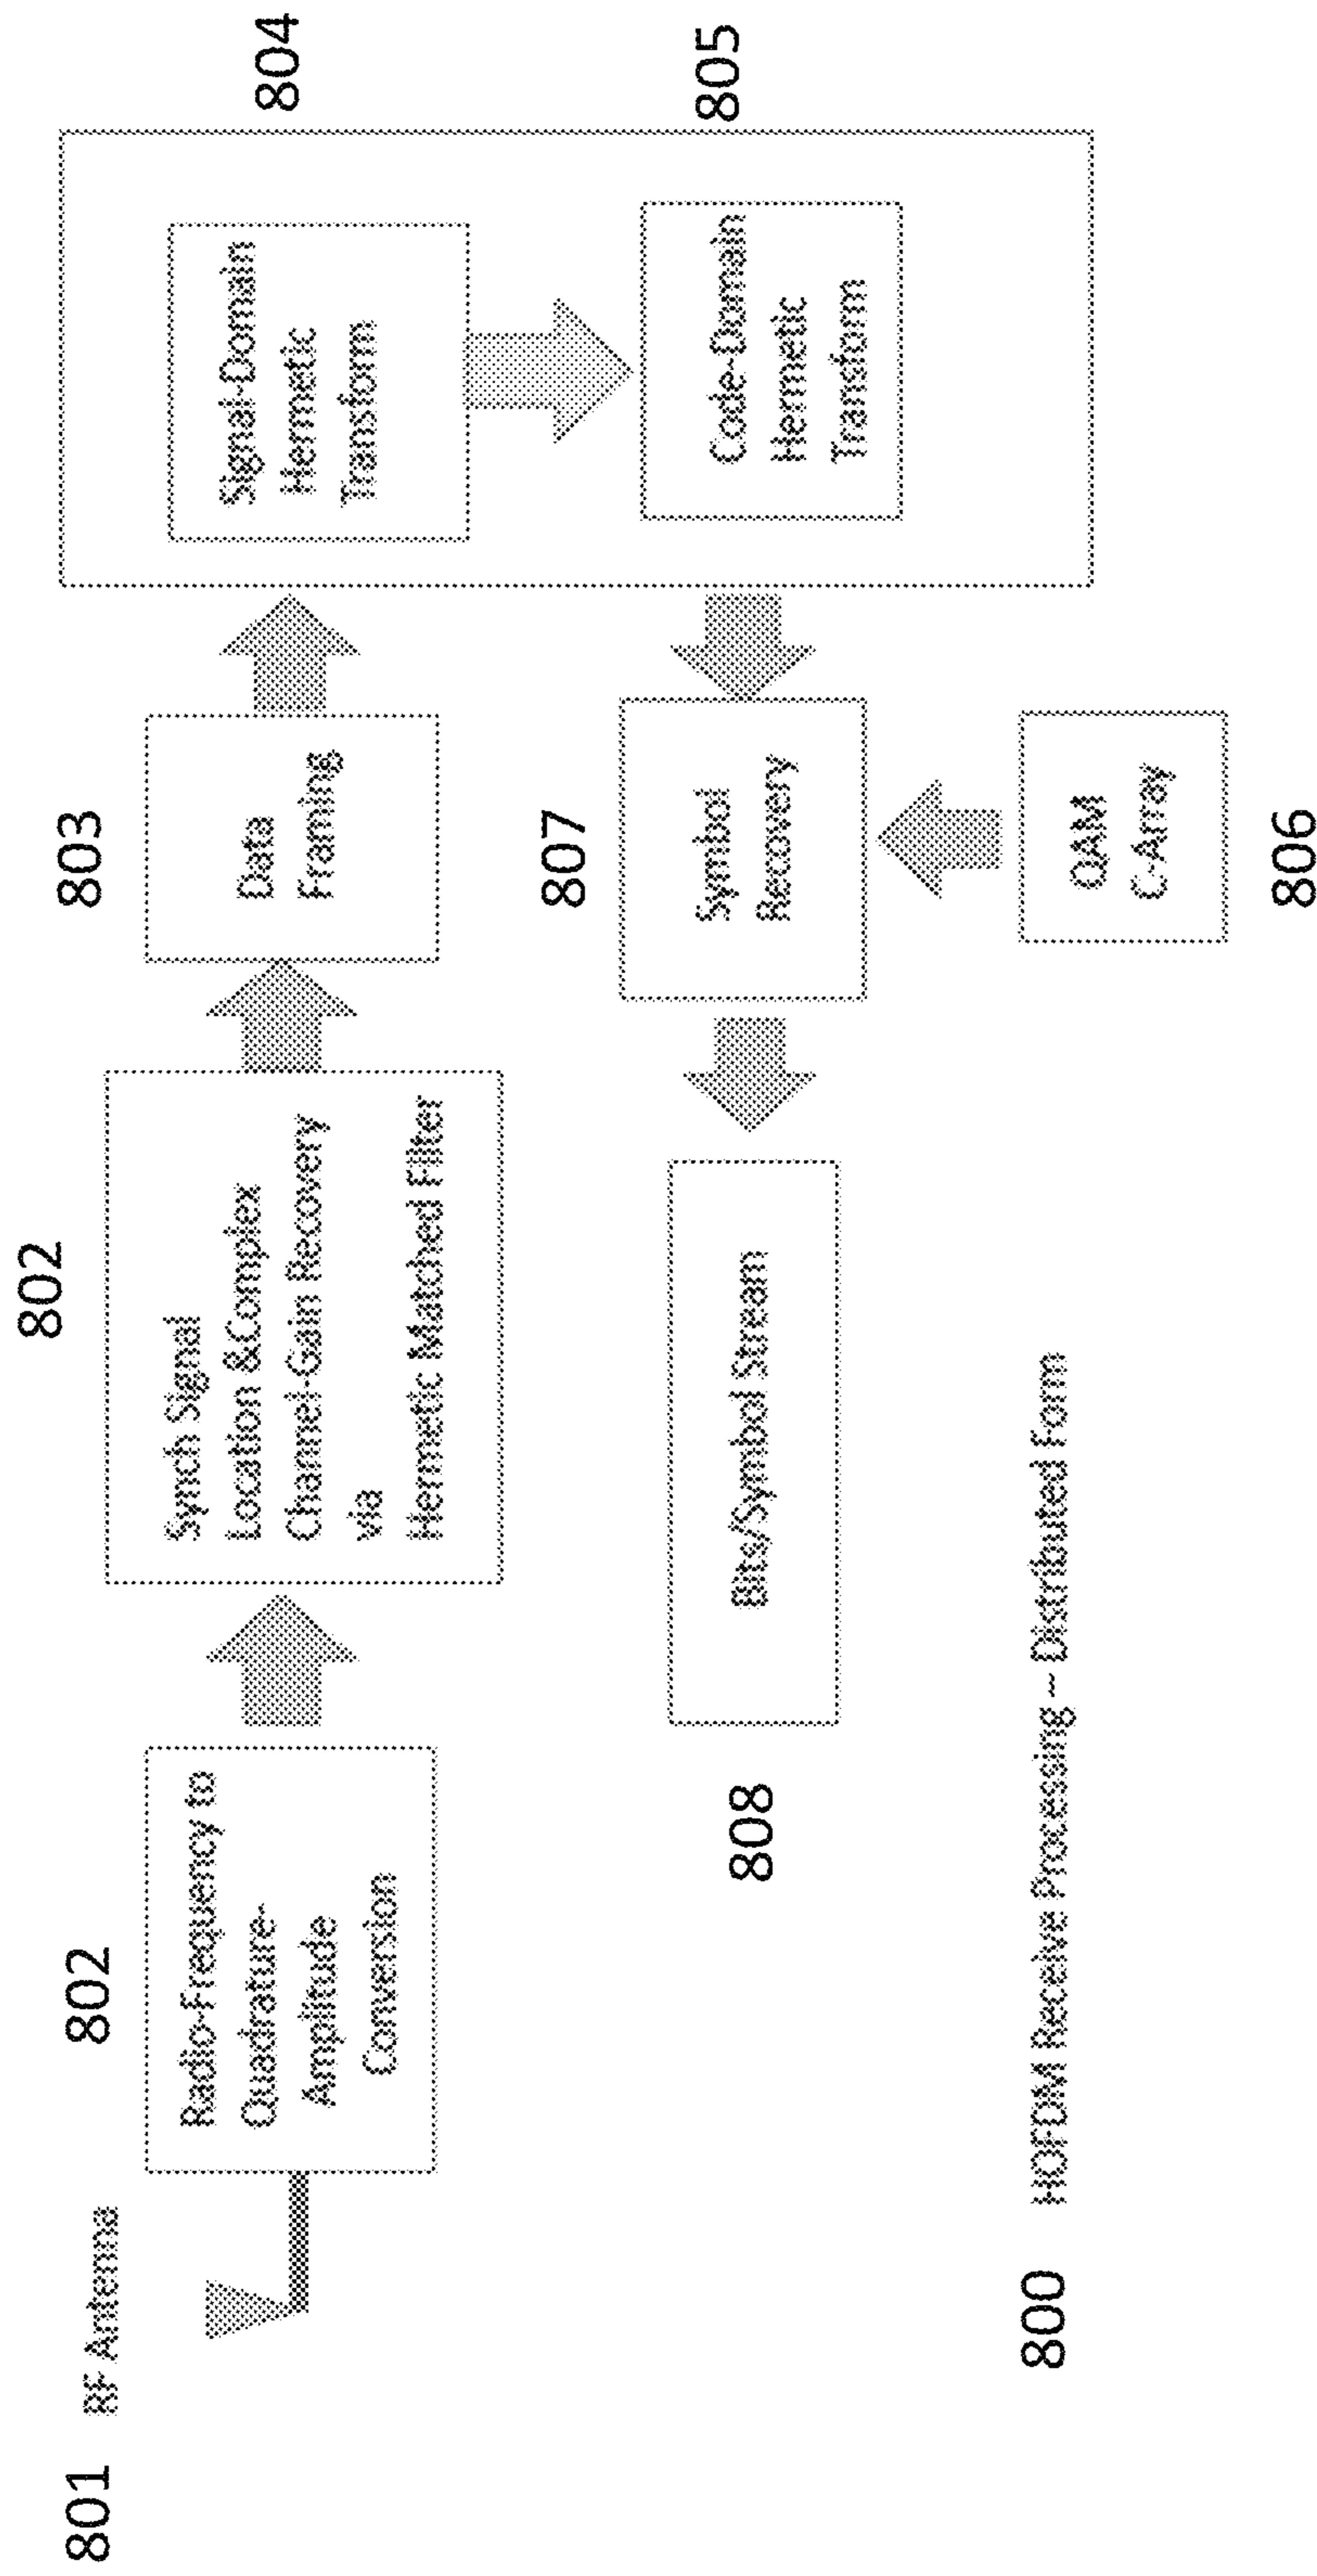 801
RF Antenna
802
Radio-Frequency to
Quadrature-
Amplitude
Conversion
802
Synch Signal
Location &Complex
Channel-Gain Recovery
via
Hermetic Matched Filter
803
Data
Framing
804
Signal-Domain
Hermetic
Transform
805
Code-Domain
Hermetic
Transform
807
Symbol
Recovery
QAM
C-Array
806
Bits/Symbol Stream
808
800
HOFDM Receive Processing – Distributed Form